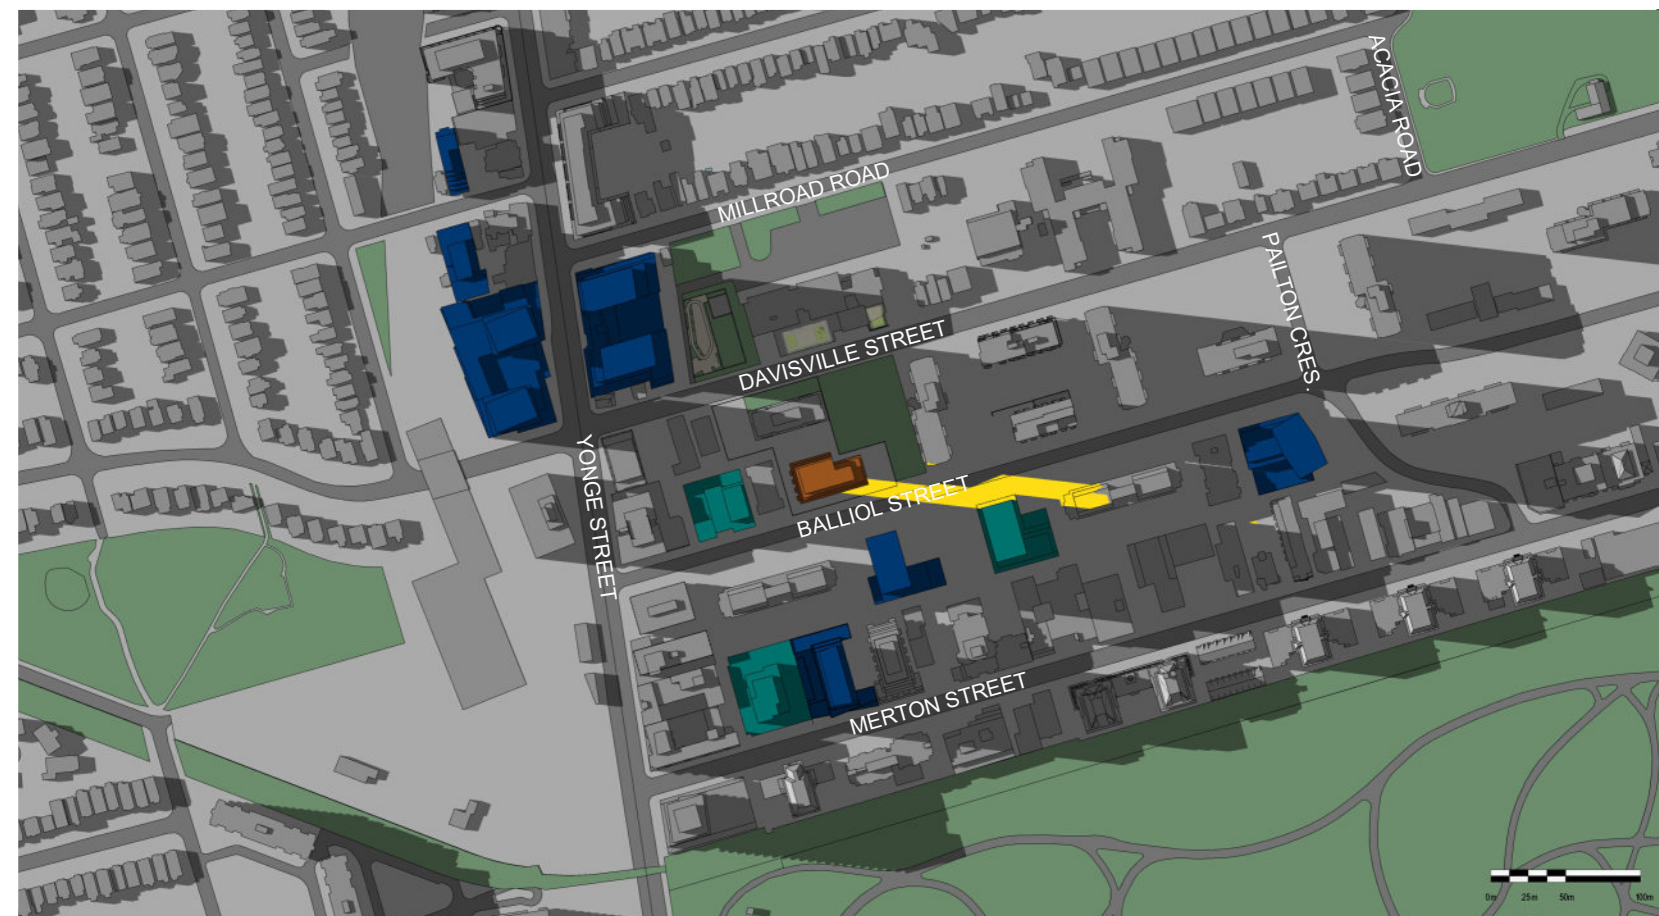 ACACIA ROAD
MILLROAD ROAD
PAILTON CRES.
DAVISVILLE STREET
YONGE STREET
BALLIOL STREET
MERTON STREET
0m 25m 50m 100m